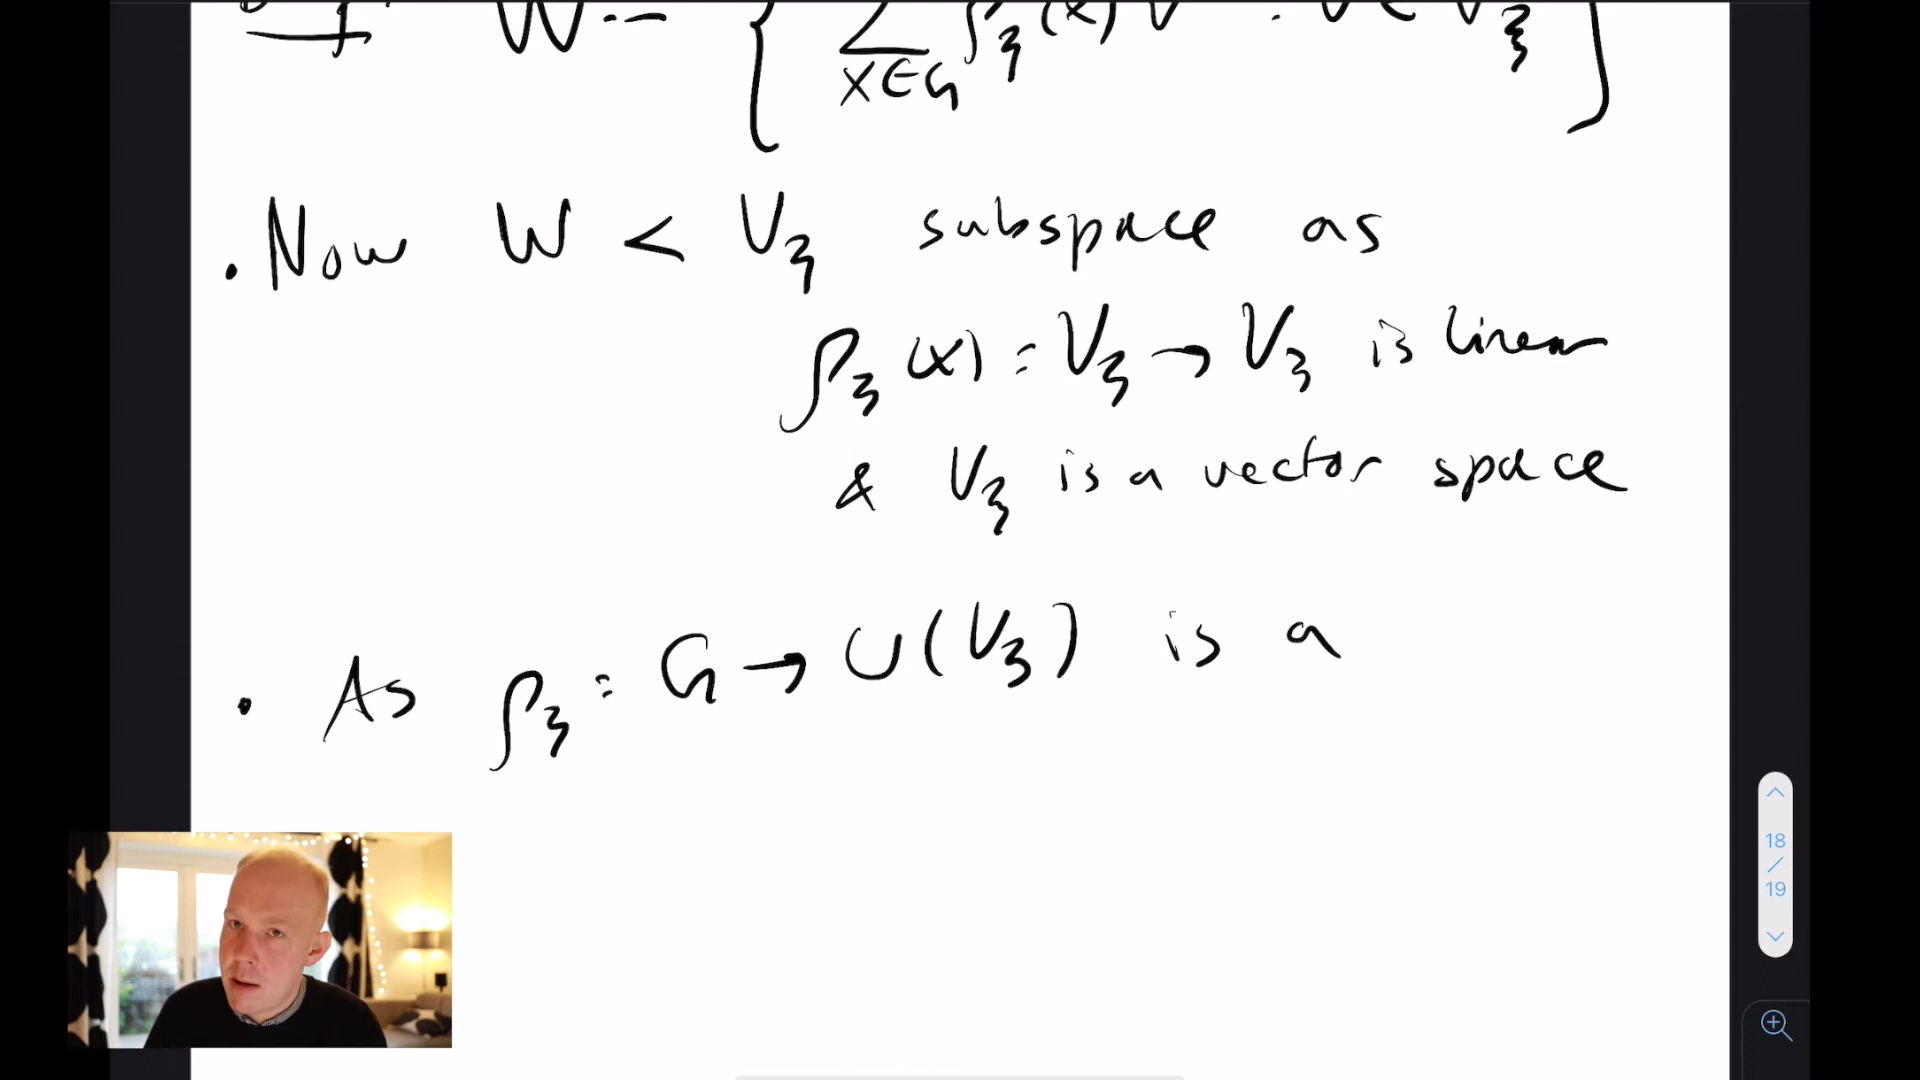 W := { Σ ρ_ξ(x) v : v ∈ V_ξ }
x∈G
• Now W < V_ξ subspace as
ρ_ξ(x) : V_ξ → V_ξ is linear
& V_ξ is a vector space
• As ρ_ξ : G → U(V_ξ) is a
18
/
19